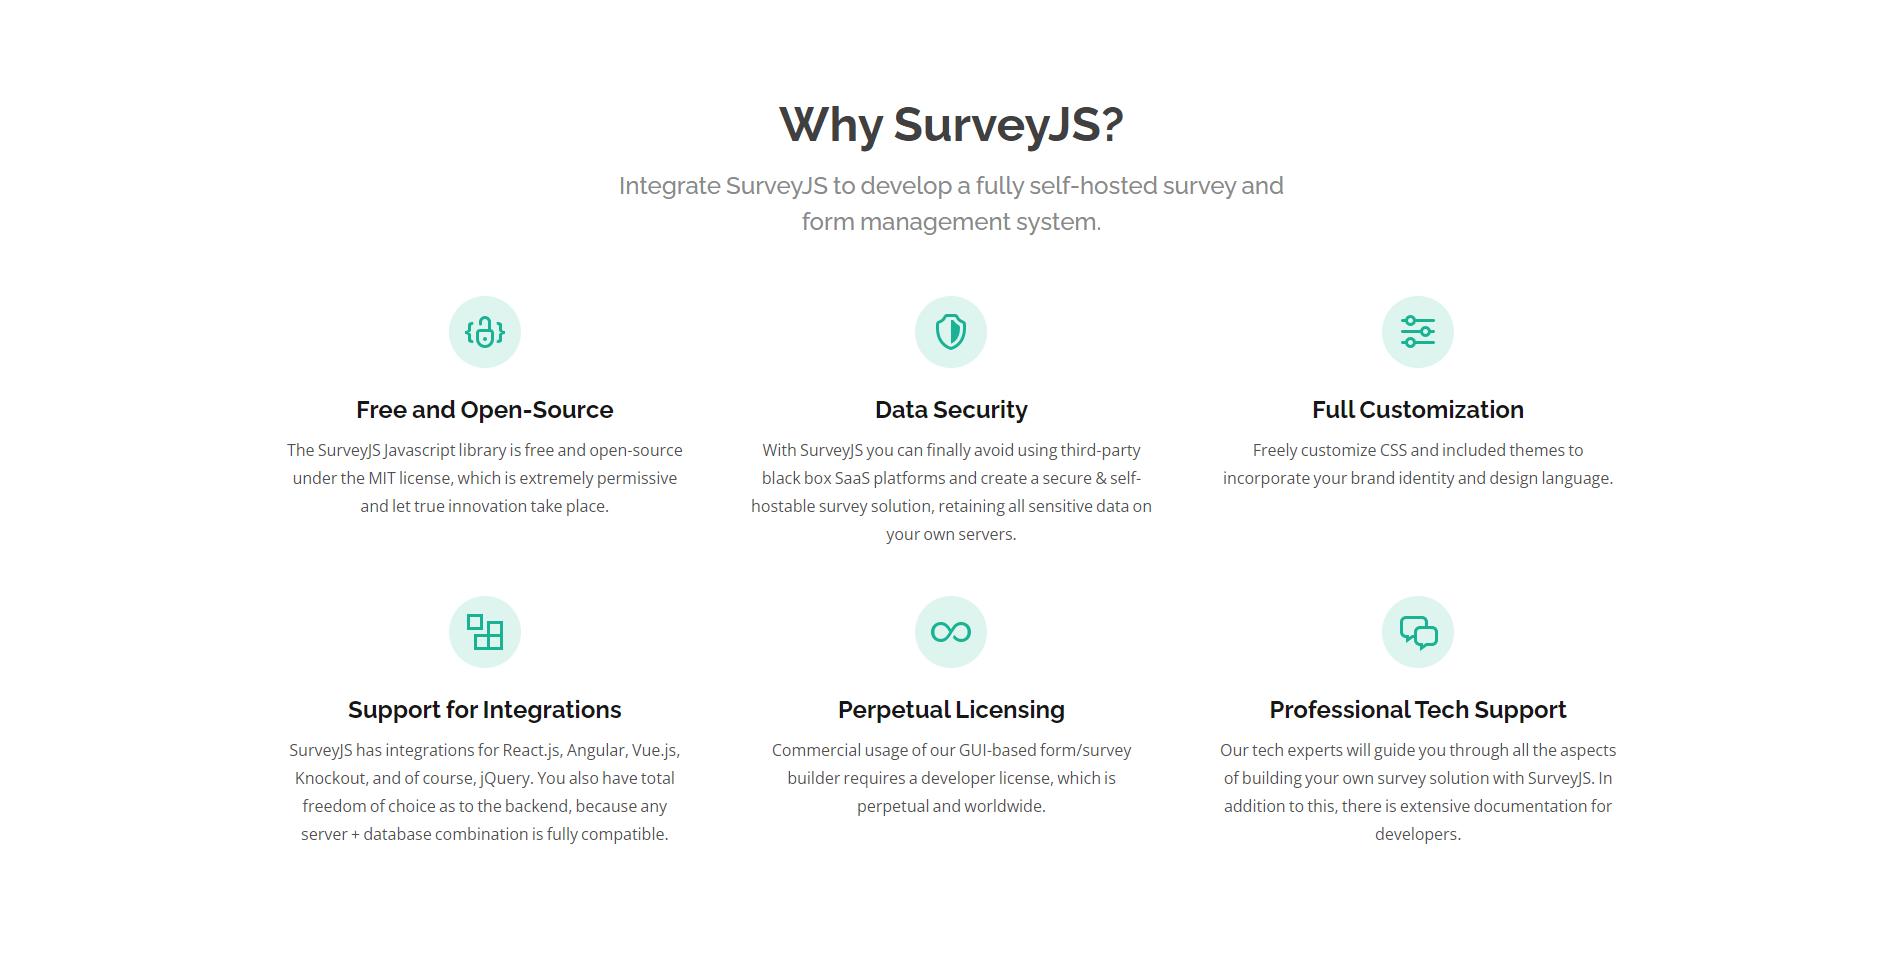 Why SurveyJS?
Integrate SurveyJS to develop a fully self-hosted survey and
form management system.
Free and Open-Source
The SurveyJS Javascript library is free and open-source
under the MIT license, which is extremely permissive
and let true innovation take place.
Data Security
With SurveyJS you can finally avoid using third-party
black box SaaS platforms and create a secure & self-
hostable survey solution, retaining all sensitive data on
your own servers.
Full Customization
Freely customize CSS and included themes to
incorporate your brand identity and design language.
Support for Integrations
SurveyJS has integrations for React.js, Angular, Vue.js,
Knockout, and of course, jQuery. You also have total
freedom of choice as to the backend, because any
server + database combination is fully compatible.
Perpetual Licensing
Commercial usage of our GUI-based form/survey
builder requires a developer license, which is
perpetual and worldwide.
Professional Tech Support
Our tech experts will guide you through all the aspects
of building your own survey solution with SurveyJS. In
addition to this, there is extensive documentation for
developers.